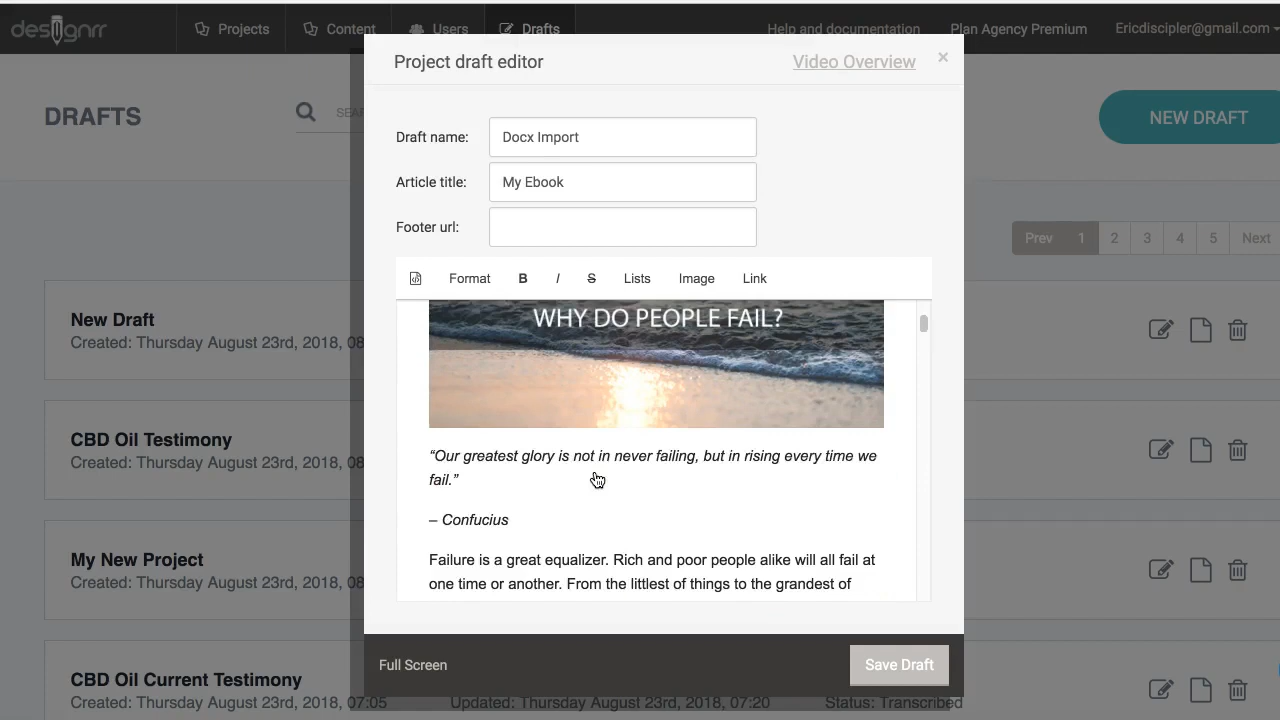 designrr
Projects
Content
Users
Drafts
Help and documentation
Plan Agency Premium
Ericdiscipler@gmail.com
Project draft editor
Video Overview
×
DRAFTS
SEAR
NEW DRAFT
Draft name:
Docx Import
Article title:
My Ebook
Footer url:
Prev 1 2 3 4 5 Next
Format B I S Lists Image Link
WHY DO PEOPLE FAIL?
“Our greatest glory is not in never failing, but in rising every time we
fail.”
– Confucius
Failure is a great equalizer. Rich and poor people alike will all fail at
one time or another. From the littlest of things to the grandest of
New Draft
Created: Thursday August 23rd, 2018, 08
CBD Oil Testimony
Created: Thursday August 23rd, 2018, 08
My New Project
Created: Thursday August 23rd, 2018, 08
CBD Oil Current Testimony
Created: Thursday August 23rd, 2018, 07:05
Updated: Thursday August 23rd, 2018, 07:20
Status: Transcribed
Full Screen
Save Draft